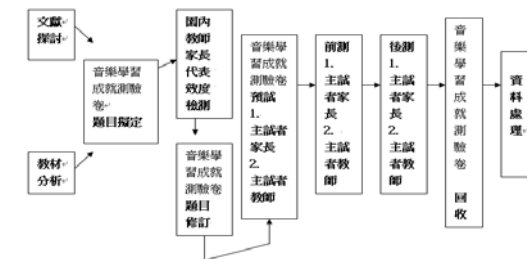 文獻
探討
教材
分析
音樂學習
成就測驗
卷
題目擬定
園內
教師
家長
代表
效度
檢測
音樂學
習成就
測驗卷
題目
修訂
音樂學
習成就
測驗卷
預試
1.
主試者
家長
2.
主試者
教師
前測
1.
主試
者家
長
2.
主試
者教
師
後測
1.
主試
者家
長
2.
主試
者教
師
音
樂
學
習
成
就
測
驗
卷
回
收
資
料
處
理